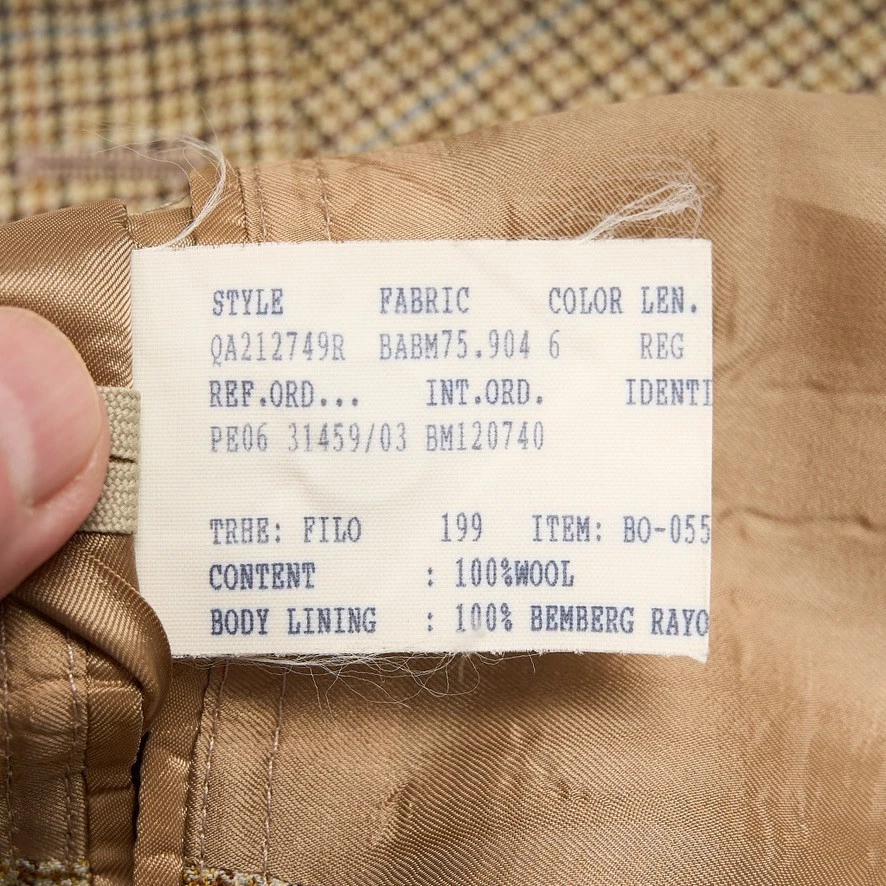 STYLE FABRIC COLOR LEN.
QA212749R BABM75.904 6 REG
REF.ORD... INT.ORD. IDENTI
PE06 31459/03 BM120740
TRHE: FILO 199 ITEM: BO-055
CONTENT : 100%WOOL
BODY LINING : 100% BEMBERG RAYO